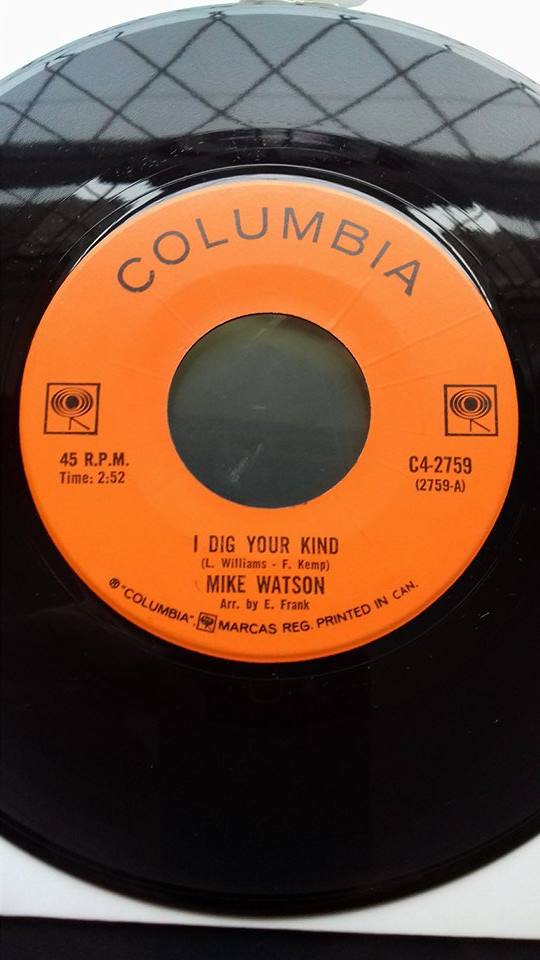 COLUMBIA
45 R.P.M.
Time: 2:52
C4-2759
(2759-A)
I DIG YOUR KIND
(L. Williams - F. Kemp)
MIKE WATSON
Arr. by E. Frank
® "COLUMBIA", MARCAS REG. PRINTED IN CAN.